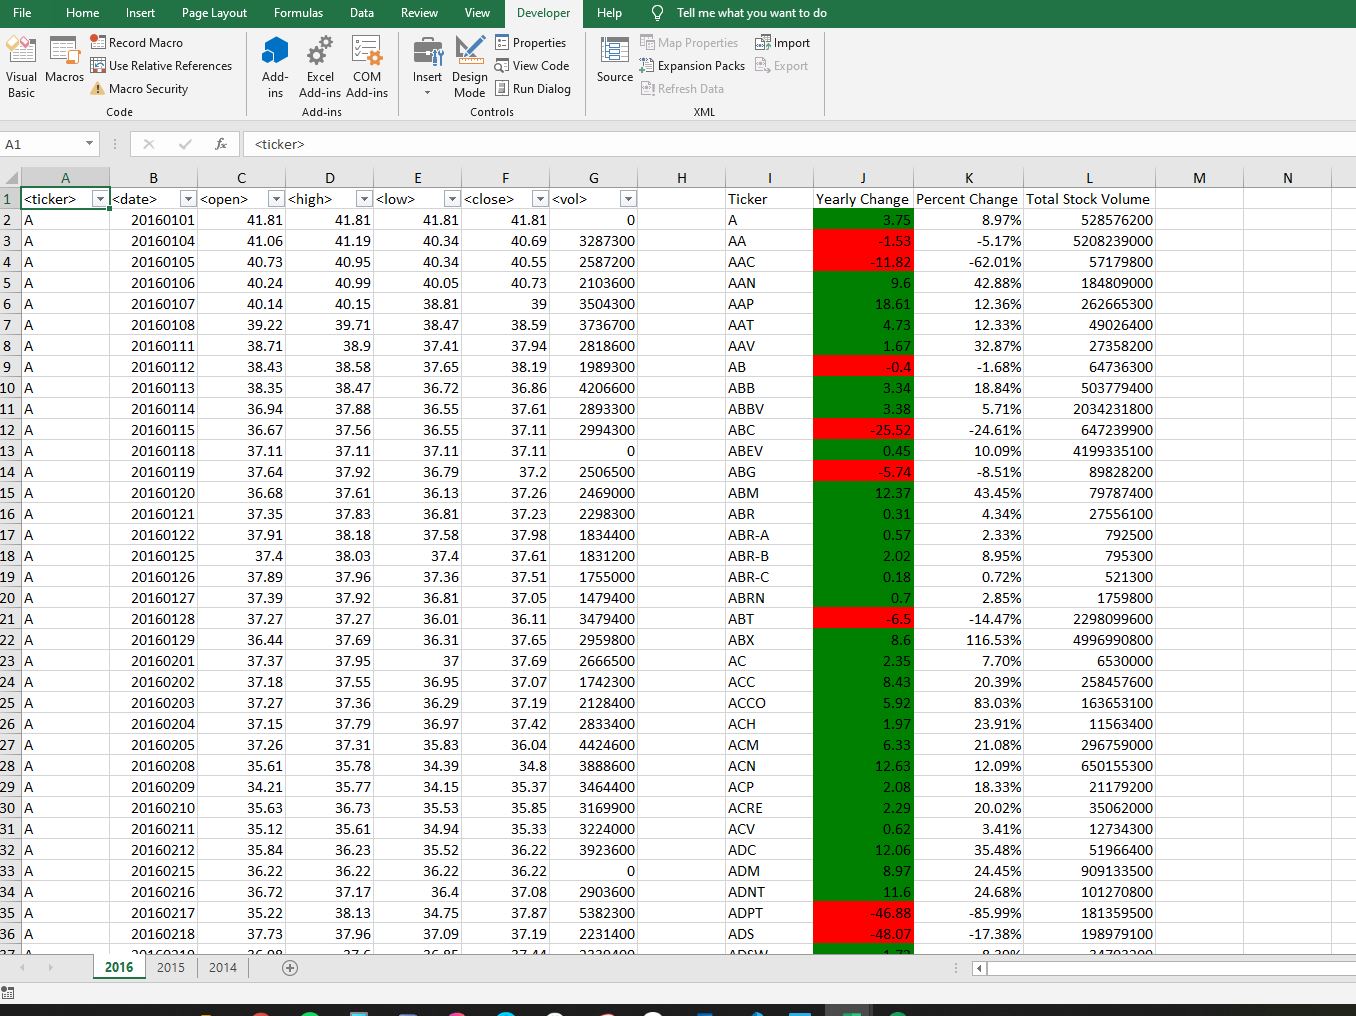 File Home Insert Page Layout Formulas Data Review View Developer Help Tell me what you want to do
Visual Basic
Macros
Record Macro
Use Relative References
Macro Security
Code
Add-ins
Excel Add-ins
COM Add-ins
Add-ins
Insert
Design Mode
Properties
View Code
Run Dialog
Controls
Source
Map Properties
Expansion Packs
Refresh Data
Import
Export
XML
A1 fx <ticker>
A B C D E F G H I J K L M N
1 <ticker> <date> <open> <high> <low> <close> <vol> Ticker Yearly Change Percent Change Total Stock Volume
2 A 20160101 41.81 41.81 41.81 41.81 0 A 3.75 8.97% 528576200
3 A 20160104 41.06 41.19 40.34 40.69 3287300 AA -1.53 -5.17% 5208239000
4 A 20160105 40.73 40.95 40.34 40.55 2587200 AAC -11.82 -62.01% 57179800
5 A 20160106 40.24 40.99 40.05 40.73 2103600 AAN 9.6 42.88% 184809000
6 A 20160107 40.14 40.15 38.81 39 3504300 AAP 18.61 12.36% 262665300
7 A 20160108 39.22 39.71 38.47 38.59 3736700 AAT 4.73 12.33% 49026400
8 A 20160111 38.71 38.9 37.41 37.94 2818600 AAV 1.67 32.87% 27358200
9 A 20160112 38.43 38.58 37.65 38.19 1989300 AB -0.4 -1.68% 64736300
10 A 20160113 38.35 38.47 36.72 36.86 4206600 ABB 3.34 18.84% 503779400
11 A 20160114 36.94 37.88 36.55 37.61 2893300 ABBV 3.38 5.71% 2034231800
12 A 20160115 36.67 37.56 36.55 37.11 2994300 ABC -25.52 -24.61% 647239900
13 A 20160118 37.11 37.11 37.11 37.11 0 ABEV 0.45 10.09% 4199335100
14 A 20160119 37.64 37.92 36.79 37.2 2506500 ABG -5.74 -8.51% 89828200
15 A 20160120 36.68 37.61 36.13 37.26 2469000 ABM 12.37 43.45% 79787400
16 A 20160121 37.35 37.83 36.81 37.23 2298300 ABR 0.31 4.34% 27556100
17 A 20160122 37.91 38.18 37.58 37.98 1834400 ABR-A 0.57 2.33% 792500
18 A 20160125 37.4 38.03 37.4 37.61 1831200 ABR-B 2.02 8.95% 795300
19 A 20160126 37.89 37.96 37.36 37.51 1755000 ABR-C 0.18 0.72% 521300
20 A 20160127 37.39 37.92 36.81 37.05 1479400 ABRN 0.7 2.85% 1759800
21 A 20160128 37.27 37.27 36.01 36.11 3479400 ABT -6.5 -14.47% 2298099600
22 A 20160129 36.44 37.69 36.31 37.65 2959800 ABX 8.6 116.53% 4996990800
23 A 20160201 37.37 37.95 37 37.69 2666500 AC 2.35 7.70% 6530000
24 A 20160202 37.18 37.55 36.95 37.07 1742300 ACC 8.43 20.39% 258457600
25 A 20160203 37.27 37.36 36.29 37.19 2128400 ACCO 5.92 83.03% 163653100
26 A 20160204 37.15 37.79 36.97 37.42 2833400 ACH 1.97 23.91% 11563400
27 A 20160205 37.26 37.31 35.83 36.04 4424600 ACM 6.33 21.08% 296759000
28 A 20160208 35.61 35.78 34.39 34.8 3888600 ACN 12.63 12.09% 650155300
29 A 20160209 34.21 35.77 34.15 35.37 3464400 ACP 2.08 18.33% 21179200
30 A 20160210 35.63 36.73 35.53 35.85 3169900 ACRE 2.29 20.02% 35062000
31 A 20160211 35.12 35.61 34.94 35.33 3224000 ACV 0.62 3.41% 12734300
32 A 20160212 35.84 36.23 35.52 36.22 3923600 ADC 12.06 35.48% 51966400
33 A 20160215 36.22 36.22 36.22 36.22 0 ADM 8.97 24.45% 909133500
34 A 20160216 36.72 37.17 36.4 37.08 2903600 ADNT 11.6 24.68% 101270800
35 A 20160217 35.22 38.13 34.75 37.87 5382300 ADPT -46.88 -85.99% 181359500
36 A 20160218 37.73 37.96 37.09 37.19 2231400 ADS -48.07 -17.38% 198979100
2016 2015 2014